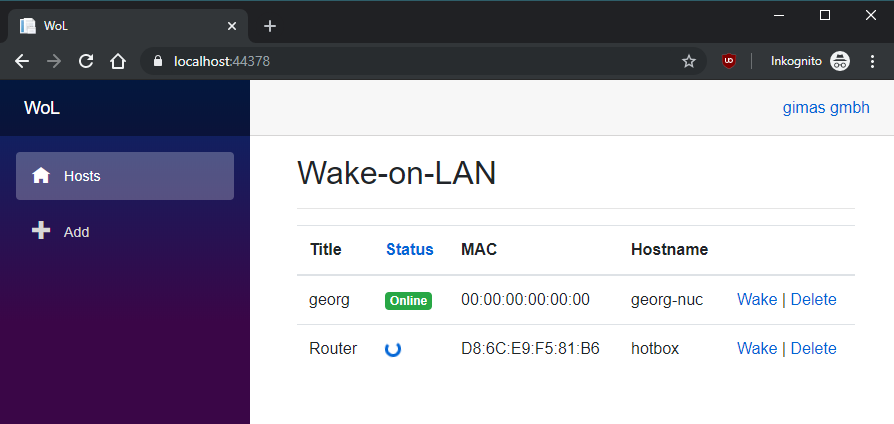 WoL
localhost:44378
Inkognito
WoL
gimas gmbh
Hosts
Add
Wake-on-LAN
Title Status MAC Hostname
georg Online 00:00:00:00:00:00 georg-nuc Wake | Delete
Router D8:6C:E9:F5:81:B6 hotbox Wake | Delete